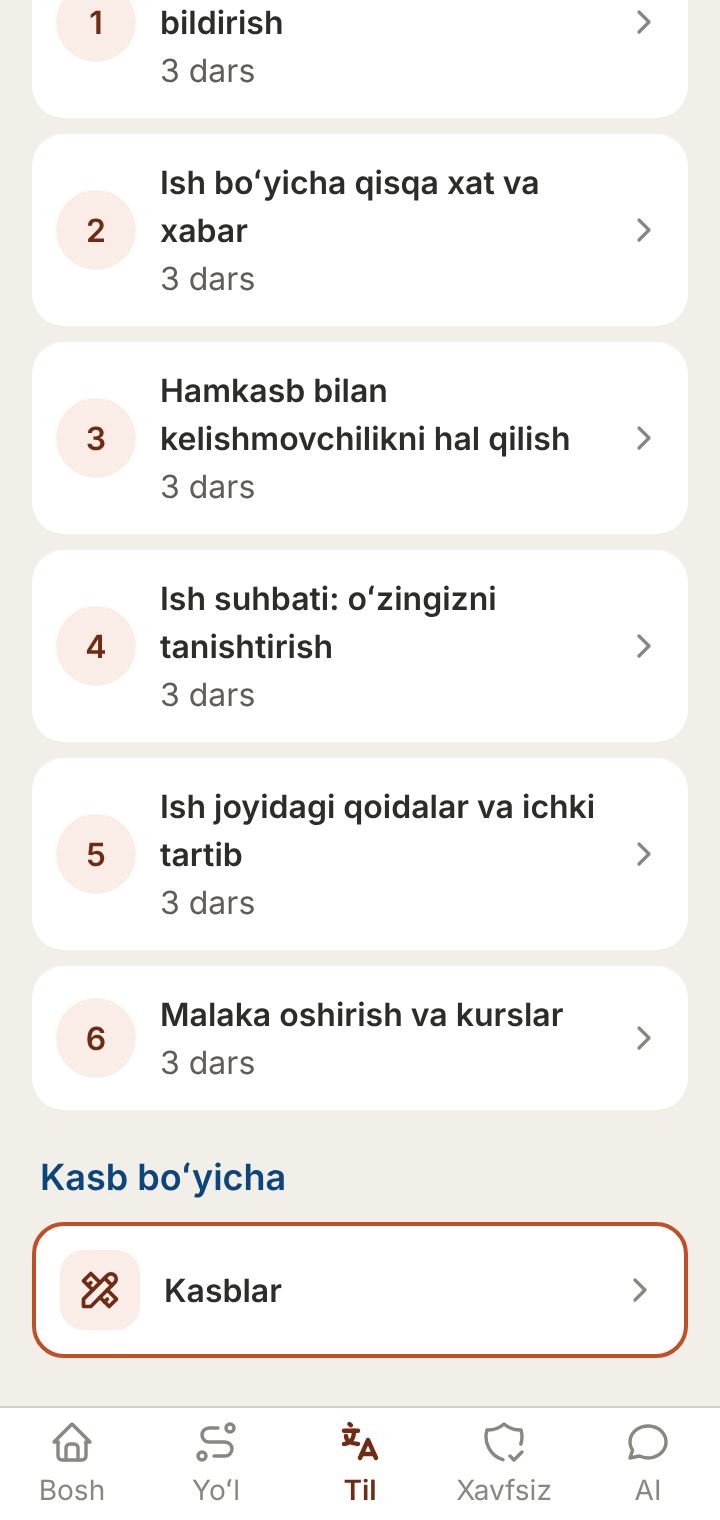 1
bildirish
3 dars
2
Ish boʻyicha qisqa xat va
xabar
3 dars
3
Hamkasb bilan
kelishmovchilikni hal qilish
3 dars
4
Ish suhbati: oʻzingizni
tanishtirish
3 dars
5
Ish joyidagi qoidalar va ichki
tartib
3 dars
6
Malaka oshirish va kurslar
3 dars
Kasb boʻyicha
Kasblar
Bosh
Yoʻl
Til
Xavfsiz
AI